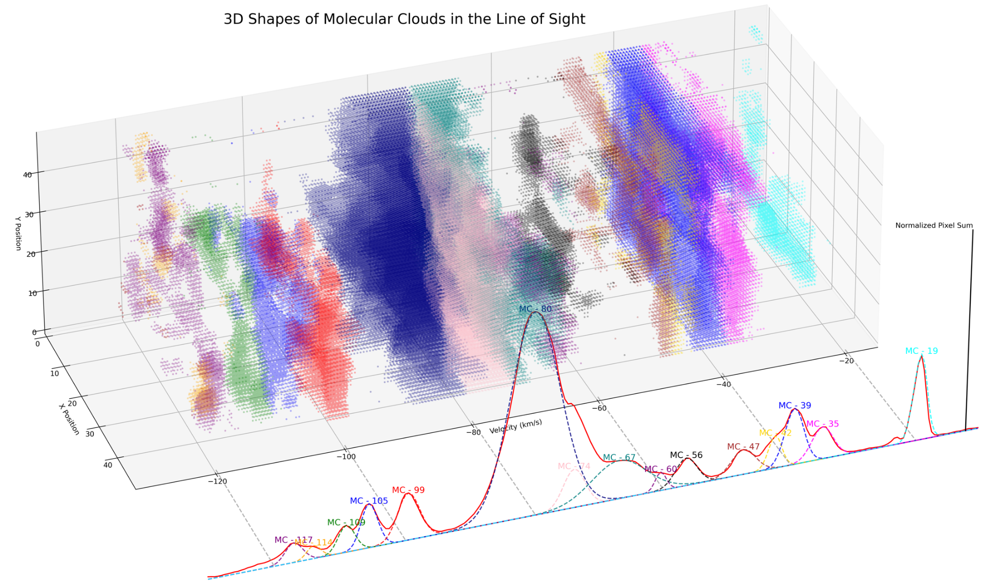 3D Shapes of Molecular Clouds in the Line of Sight
40
30
20
10
0
Y Position
0
10
20
30
40
X Position
−120
−100
−80
−60
−40
−20
Velocity (km/s)
Normalized Pixel Sum
MC - 117
MC - 114
MC - 109
MC - 105
MC - 99
MC - 80
MC - 74
MC - 67
MC - 60
MC - 56
MC - 47
MC - 42
MC - 39
MC - 35
MC - 19